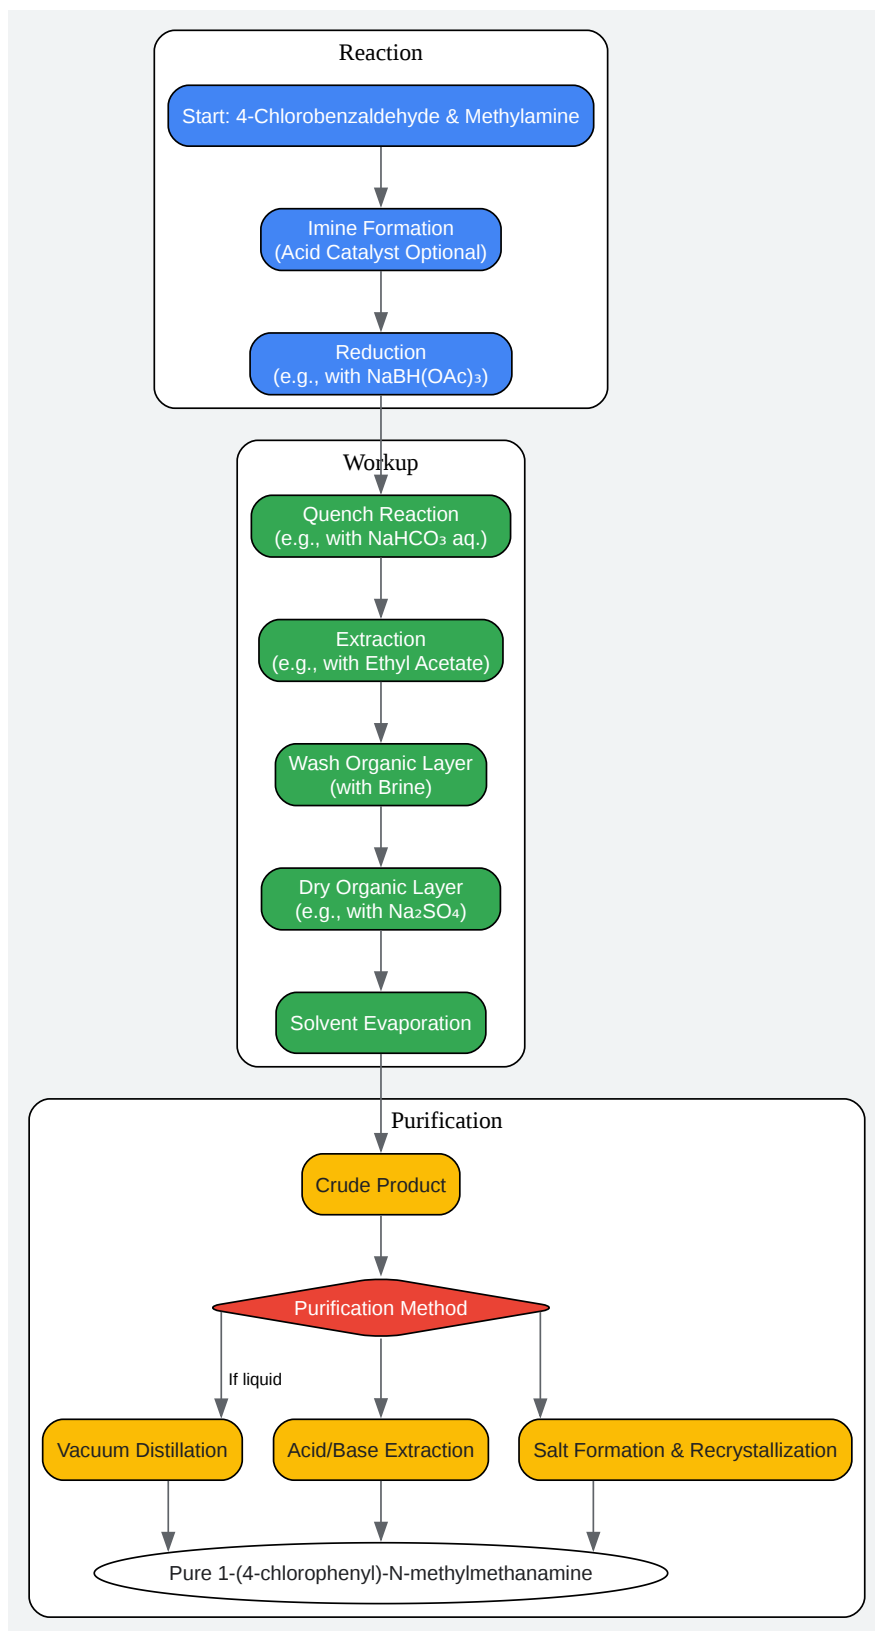 Reaction
Start: 4-Chlorobenzaldehyde & Methylamine
Imine Formation
(Acid Catalyst Optional)
Reduction
(e.g., with NaBH(OAc)₃)
Workup
Quench Reaction
(e.g., with NaHCO₃ aq.)
Extraction
(e.g., with Ethyl Acetate)
Wash Organic Layer
(with Brine)
Dry Organic Layer
(e.g., with Na₂SO₄)
Solvent Evaporation
Purification
Crude Product
Purification Method
If liquid
Vacuum Distillation
Acid/Base Extraction
Salt Formation & Recrystallization
Pure 1-(4-chlorophenyl)-N-methylmethanamine